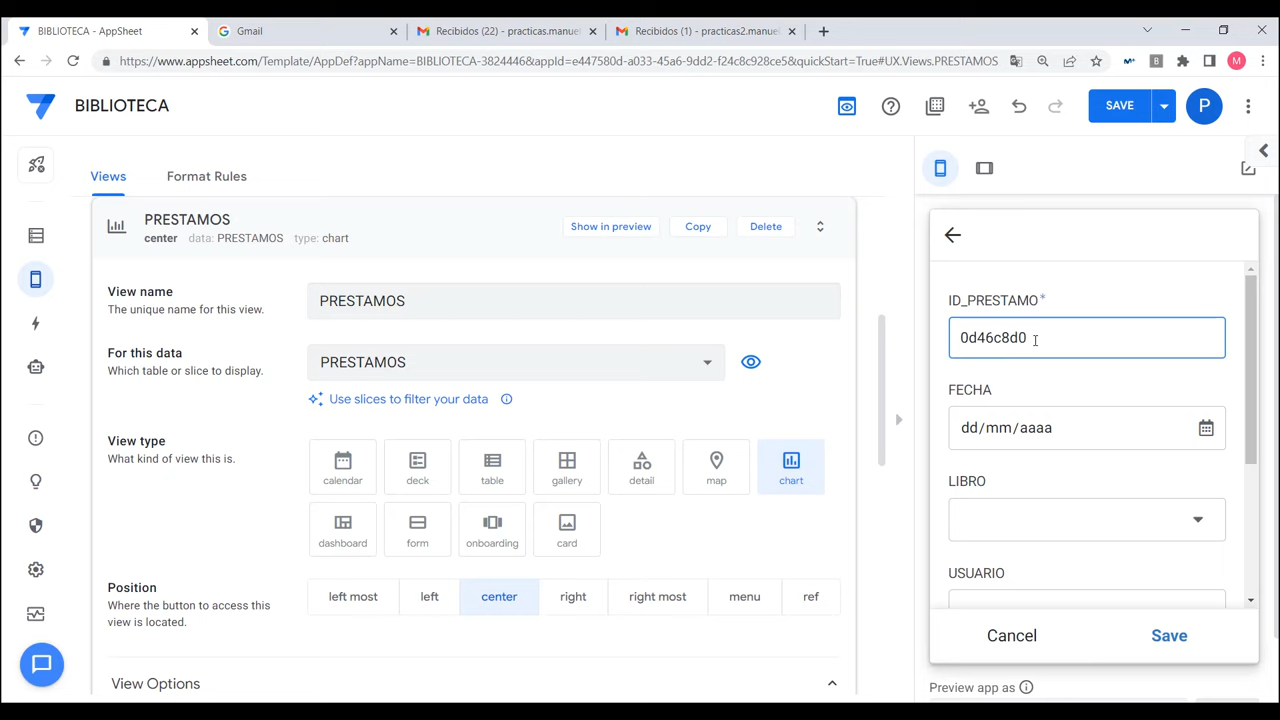 BIBLIOTECA - AppSheet
Gmail
Recibidos (22) - practicas.manue
Recibidos (1) - practicas2.manue
https://www.appsheet.com/Template/AppDef?appName=BIBLIOTECA-3824446&appId=e447580d-a033-45a6-9dd2-f24c8c928ce5&quickStart=True#UX.Views.PRESTAMOS
M
BIBLIOTECA
SAVE
P
Views
Format Rules
PRESTAMOS
center data: PRESTAMOS type: chart
Show in preview
Copy
Delete
View name
The unique name for this view.
PRESTAMOS
For this data
Which table or slice to display.
PRESTAMOS
Use slices to filter your data
View type
What kind of view this is.
calendar
deck
table
gallery
detail
map
chart
dashboard
form
onboarding
card
Position
Where the button to access this
view is located.
left most
left
center
right
right most
menu
ref
View Options
ID_PRESTAMO*
0d46c8d0
FECHA
dd/mm/aaaa
LIBRO
USUARIO
Cancel
Save
Preview app as